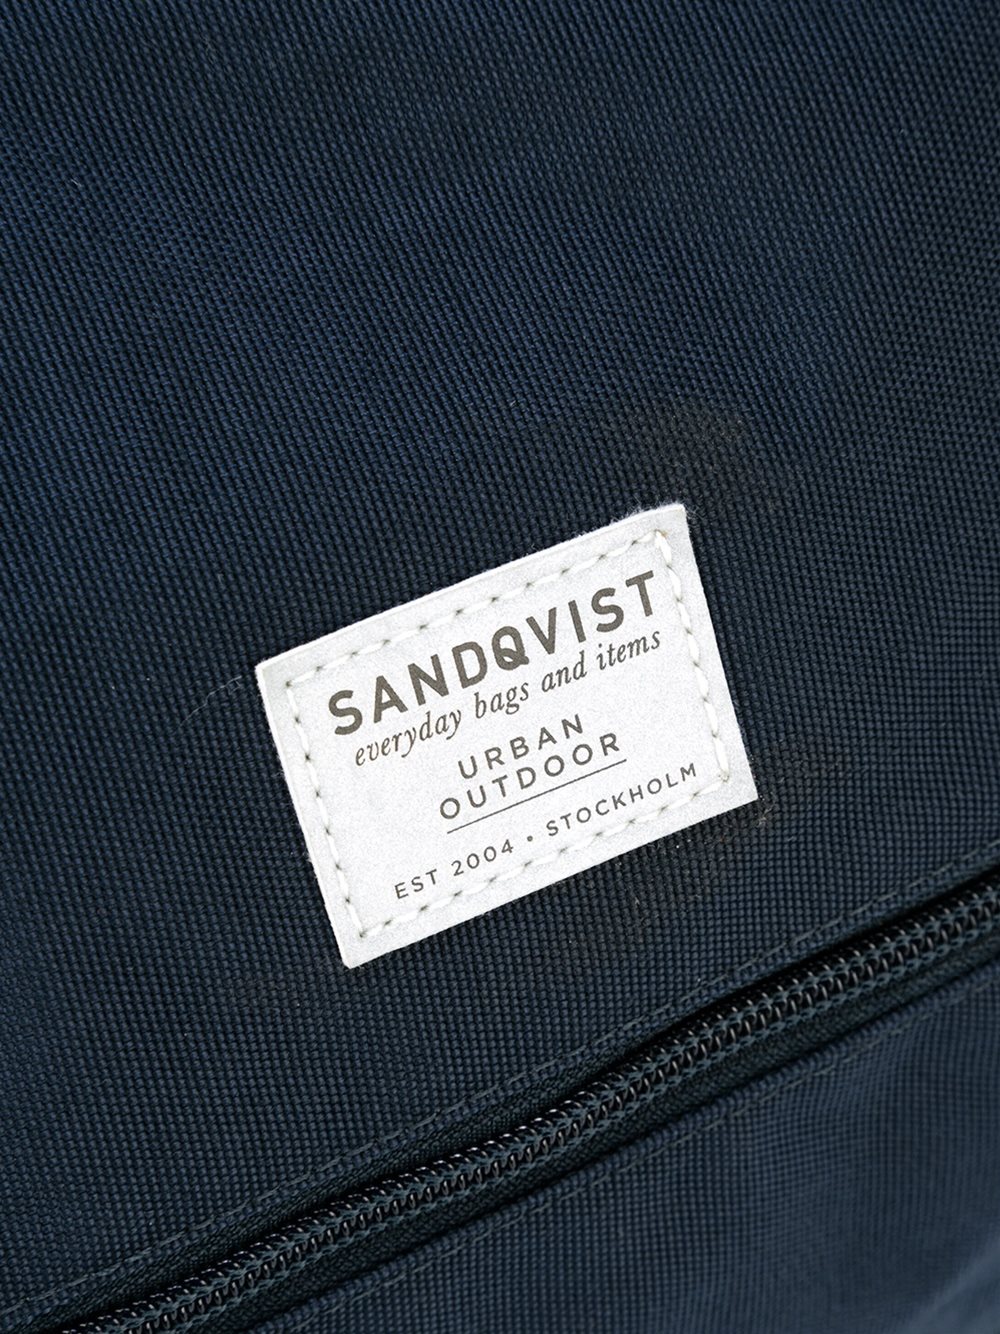 SANDQVIST
everyday bags and items
URBAN
OUTDOOR
EST 2004 • STOCKHOLM